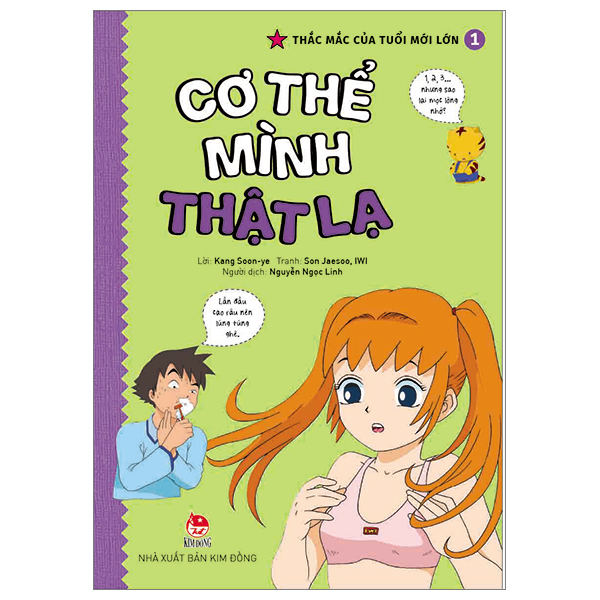 THẮC MẮC CỦA TUỔI MỚI LỚN 1
CƠ THỂ
MÌNH
THẬT LẠ
1, 2, 3...
nhưng sao
lại mọc lông
nhở?
Lời: Kang Soon-ye Tranh: Son Jaesoo, IWI
Người dịch: Nguyễn Ngọc Linh
Lần đầu
cạo râu nên
lúng túng
ghê.
IWI
KIM ĐỒNG
NHÀ XUẤT BẢN KIM ĐỒNG